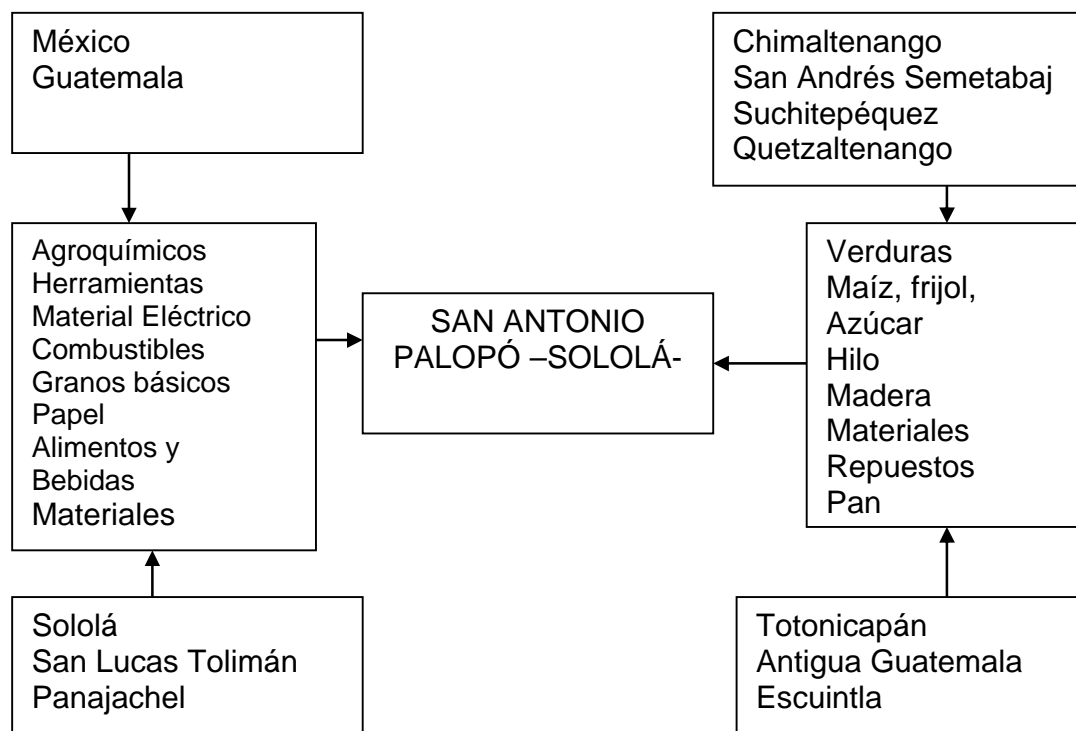 México
Guatemala
Chimaltenango
San Andrés Semetabaj
Suchitepéquez
Quetzaltenango
Agroquímicos
Herramientas
Material Eléctrico
Combustibles
Granos básicos
Papel
Alimentos y
Bebidas
Materiales
SAN ANTONIO
PALOPÓ –SOLOLÁ-
Verduras
Maíz, frijol,
Azúcar
Hilo
Madera
Materiales
Repuestos
Pan
Sololá
San Lucas Tolimán
Panajachel
Totonicapán
Antigua Guatemala
Escuintla